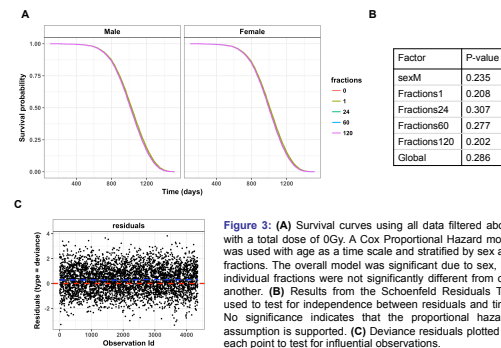 A
B
Male
Female
Survival probability
1.00
0.75
0.50
0.25
0.00
400
800
1200
400
800
1200
Time (days)
fractions
0
1
24
60
120
Factor P-value
sexM 0.235
Fractions1 0.208
Fractions24 0.307
Fractions60 0.277
Fractions120 0.202
Global 0.286
C
residuals
Residuals (type = deviance)
4
2
0
-2
0
1000
2000
3000
4000
Observation Id
Figure 3: (A) Survival curves using all data filtered
with a total dose of 0Gy. A Cox Proportional Hazard
was used with age as a time scale and stratified by sex
fractions. The overall model was significant due to sex,
individual fractions were not significantly different from
another. (B) Results from the Schoenfeld Residuals
used to test for independence between residuals and
No significance indicates that the proportional
assumption is supported. (C) Deviance residuals plotted
each point to test for influential observations.